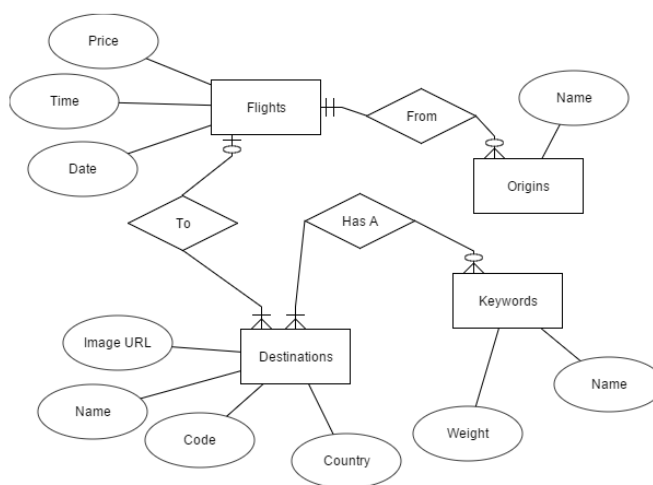 Price
Flights
Name
Time
From
Date
Origins
To
Has A
Keywords
Image URL
Destinations
Name
Name
Code
Weight
Country